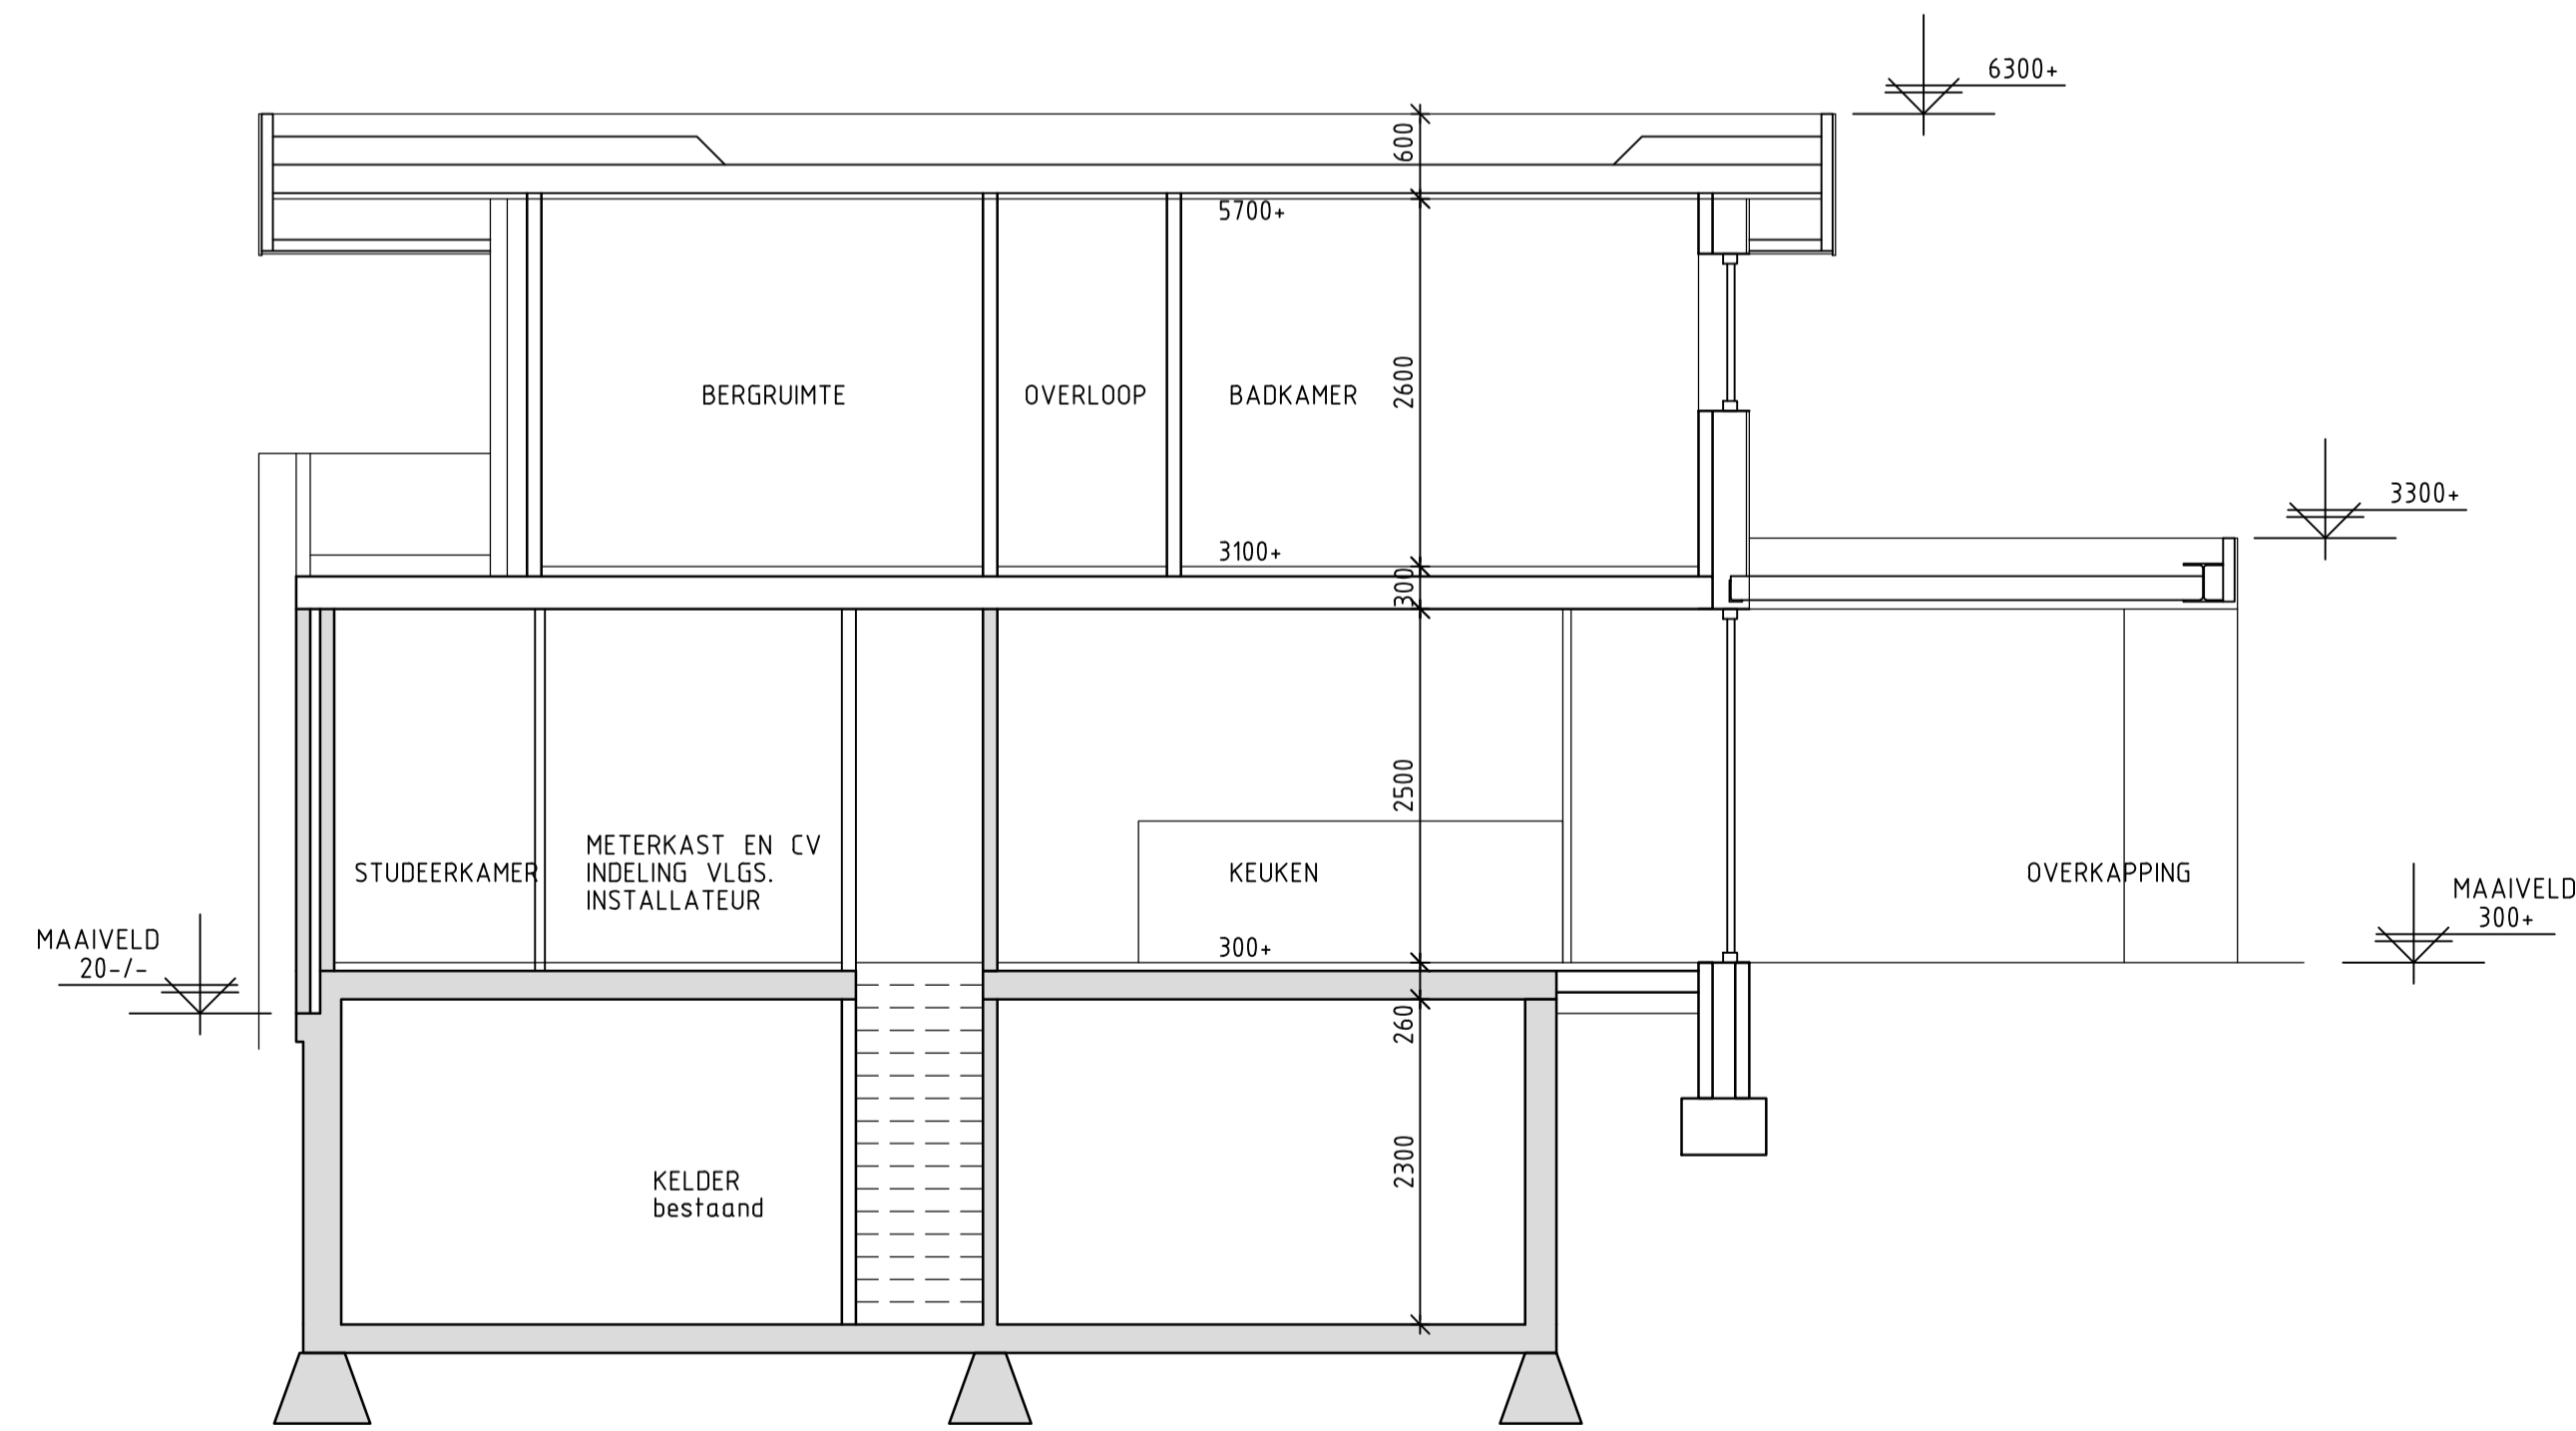 6300+
600
5700+
BERGRUIMTE
OVERLOOP
BADKAMER
2600
3300+
3100+
300
2500
METERKAST EN CV
INDELING VLGS.
INSTALLATEUR
STUDEERKAMER
KEUKEN
OVERKAPPING
MAAIVELD
300+
MAAIVELD
20-/-
300+
260
2300
KELDER
bestaand